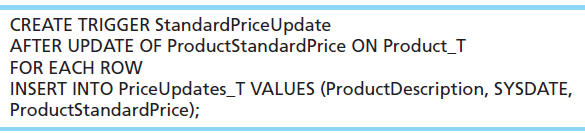 CREATE TRIGGER StandardPriceUpdate
AFTER UPDATE OF ProductStandardPrice ON Product_T
FOR EACH ROW
INSERT INTO PriceUpdates_T VALUES (ProductDescription, SYSDATE,
ProductStandardPrice);